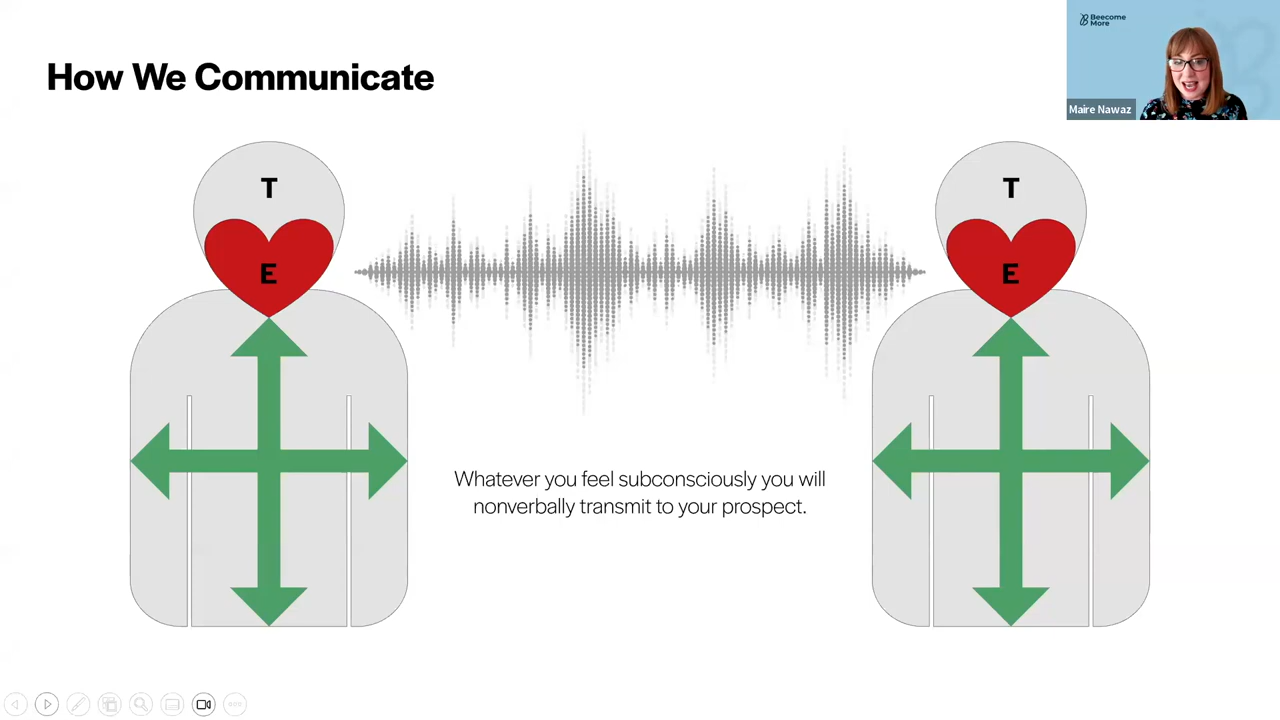 How We Communicate
Beecome
More
Maire Nawaz
T
E
T
E
Whatever you feel subconsciously you will
nonverbally transmit to your prospect.